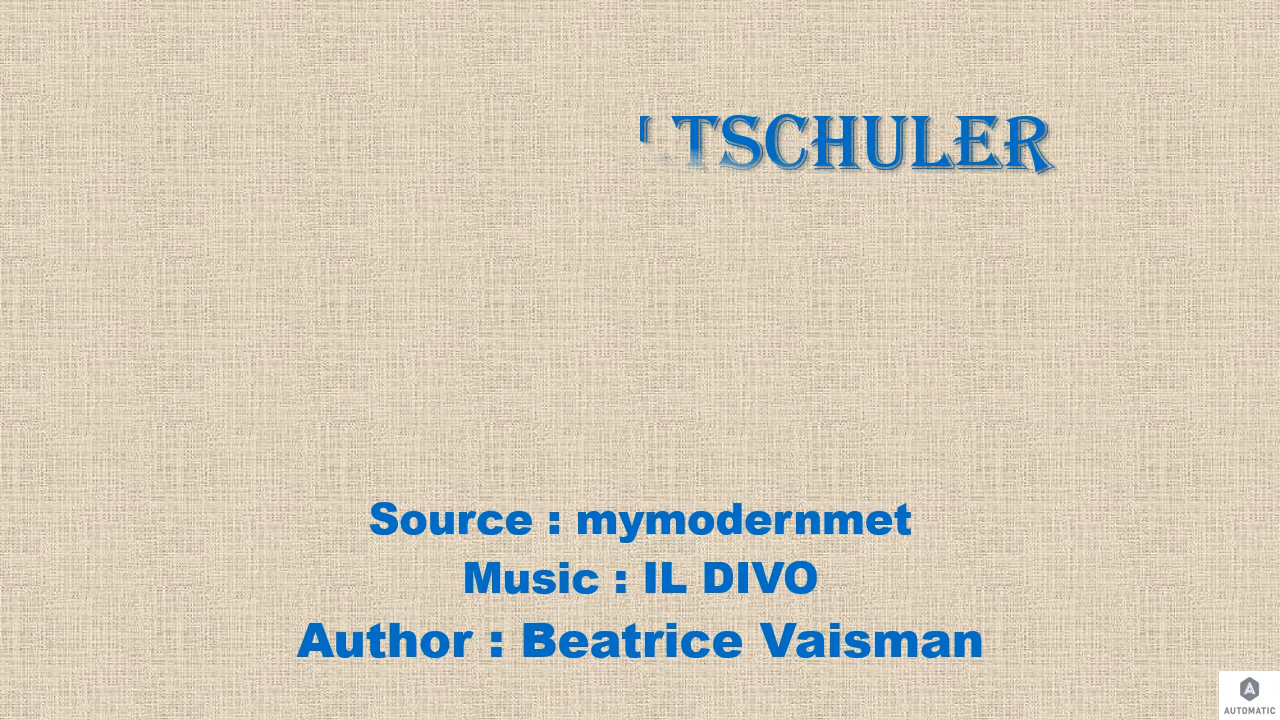 TSCHULER
Source : mymodernmet
Music : IL DIVO
Author : Beatrice Vaisman
AUTOMATIC